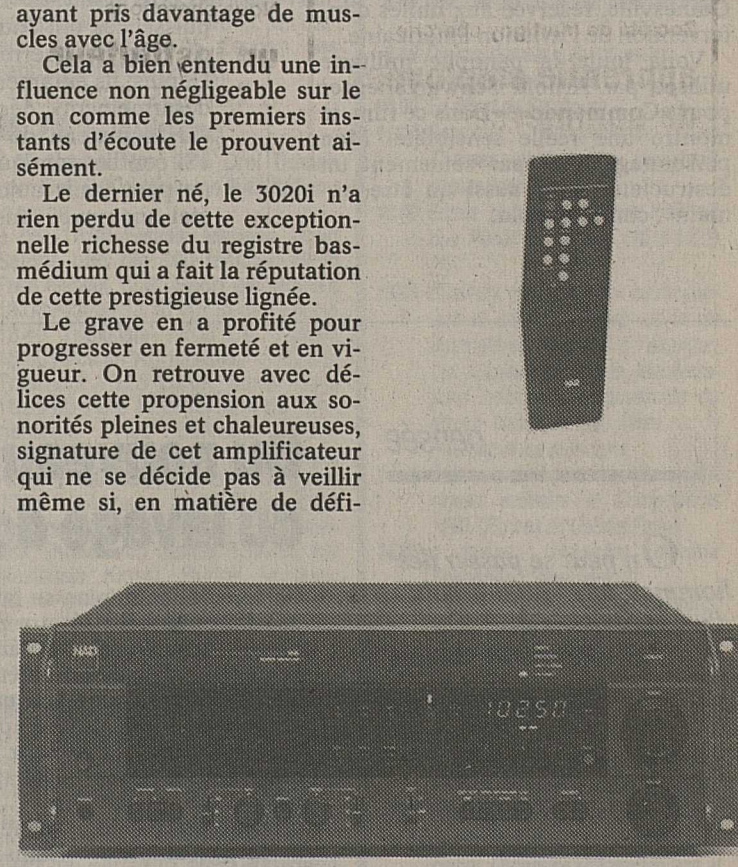 ayant pris davantage de mus-
cles avec l'âge.
Cela a bien entendu une in-
fluence non négligeable sur le
son comme les premiers ins-
tants d'écoute le prouvent ai-
sément.
Le dernier né, le 3020i n'a
rien perdu de cette exception-
nelle richesse du registre bas-
médium qui a fait la réputation
de cette prestigieuse lignée.
Le grave en a profité pour
progresser en fermeté et en vi-
gueur. On retrouve avec dé-
lices cette propension aux so-
norités pleines et chaleureuses,
signature de cet amplificateur
qui ne se décide pas à veillir
même si, en matière de défi-
NAD
10250